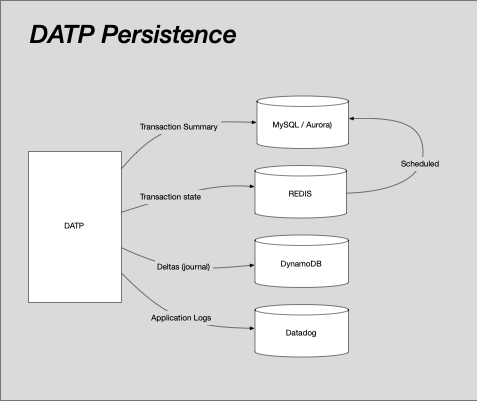 DATP Persistence
Transaction Summary
MySQL / Aurora)
Scheduled
Transaction state
REDIS
DATP
Deltas (journal)
DynamoDB
Application Logs
Datadog